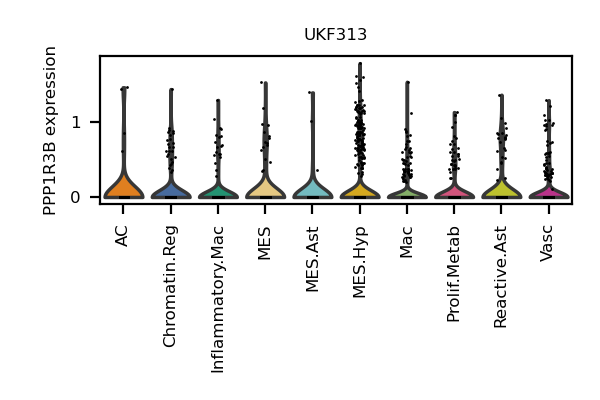 UKF313
PPP1R3B expression
1
0
AC
Chromatin.Reg
Inflammatory.Mac
MES
MES.Ast
MES.Hyp
Mac
Prolif.Metab
Reactive.Ast
Vasc